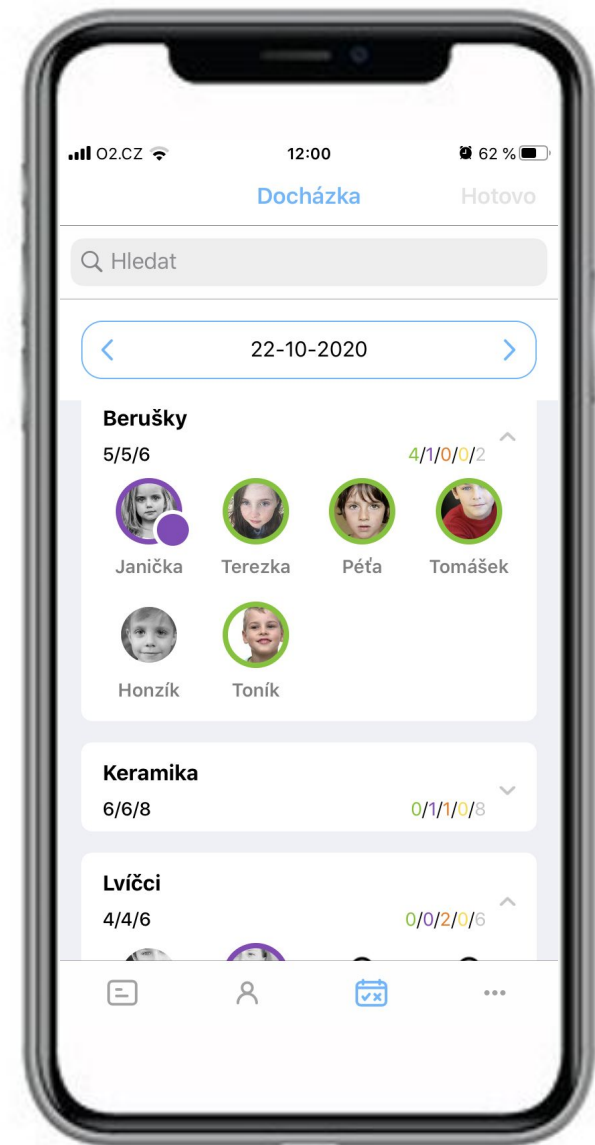 O2.CZ 12:00 62 %
Docházka Hotovo
Hledat
22-10-2020
Berušky
5/5/6 4/1/0/0/2
Janička Terezka Péťa Tomášek
Honzík Toník
Keramika
6/6/8 0/1/1/0/8
Lvíčci
4/4/6 0/0/2/0/6